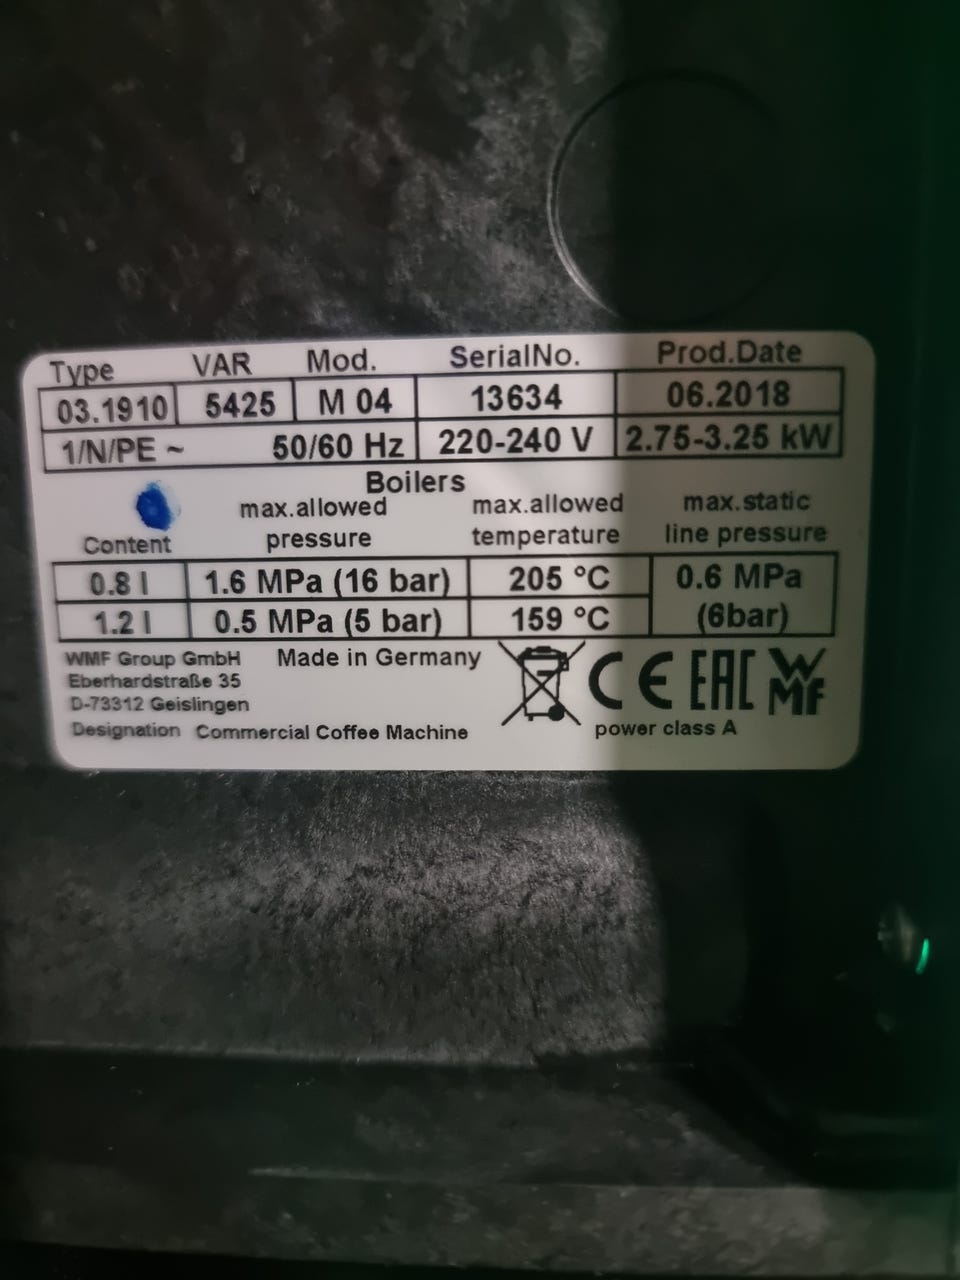 Type VAR Mod. SerialNo. Prod.Date
03.1910 5425 M 04 13634 06.2018
1/N/PE ~ 50/60 Hz 220-240 V 2.75-3.25 kW
Boilers
Content max.allowed pressure max.allowed temperature max.static line pressure
0.8 l 1.6 MPa (16 bar) 205 °C 0.6 MPa
1.2 l 0.5 MPa (5 bar) 159 °C (6bar)
WMF Group GmbH Made in Germany
Eberhardstraße 35
D-73312 Geislingen
CE EAC WMF
Designation Commercial Coffee Machine power class A